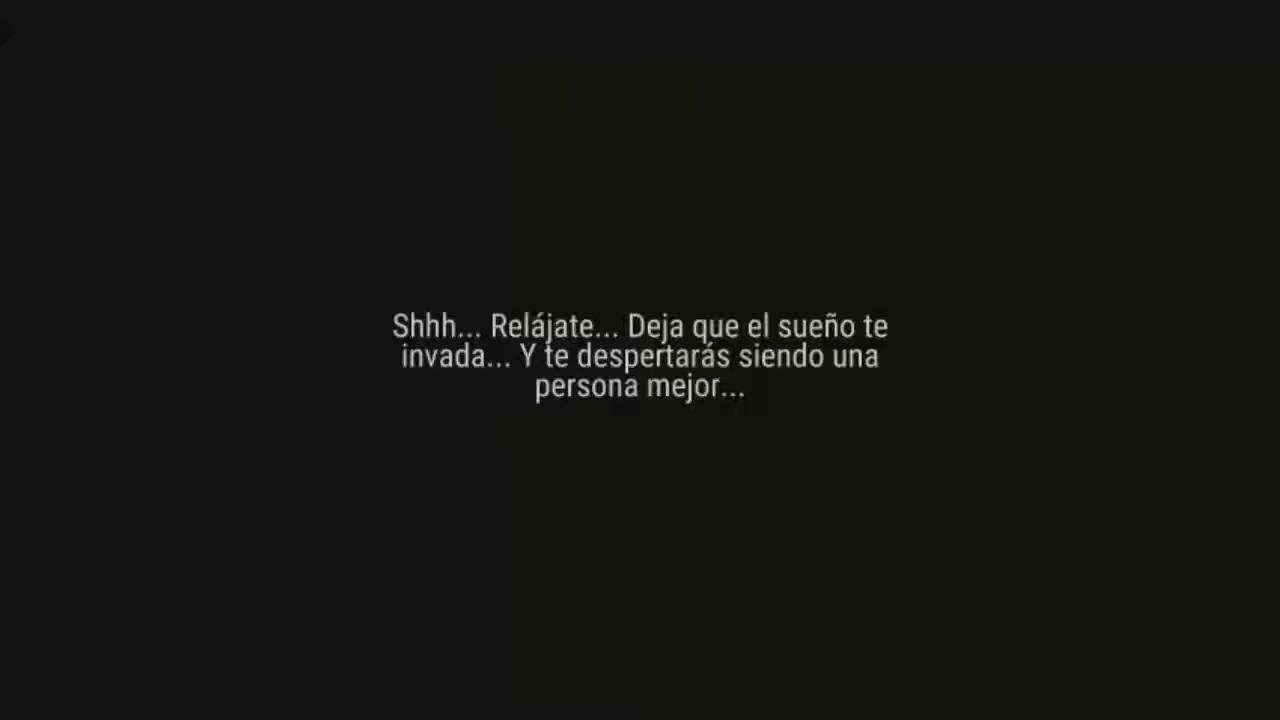 Shhh... Relájate... Deja que el sueño te
invada... Y te despertarás siendo una
persona mejor...